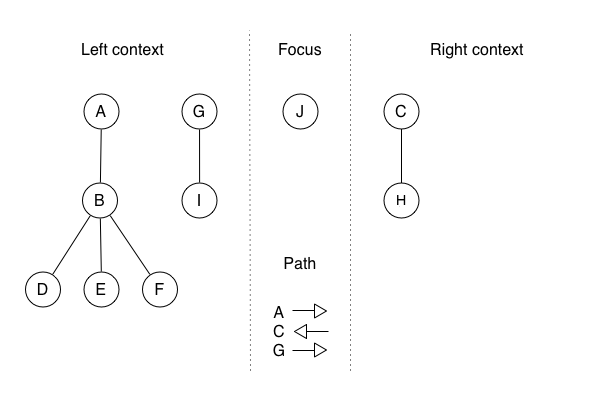 Left context Focus Right context
A G J C
B I H
D E F
Path
A
C
G